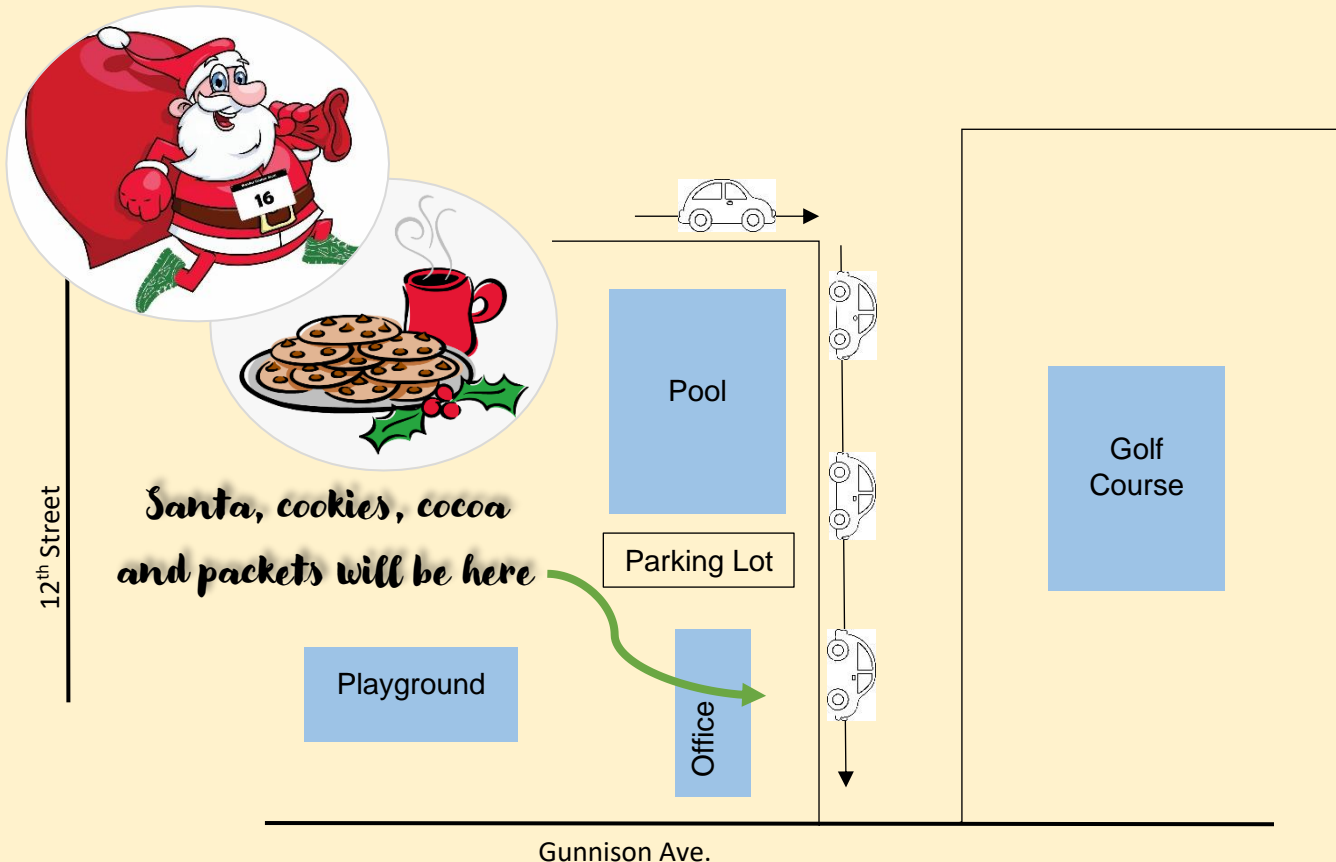 16
Pool
Golf
Course
Santa, cookies, cocoa
and packets will be here
Parking Lot
12th Street
Playground
Office
Gunnison Ave.